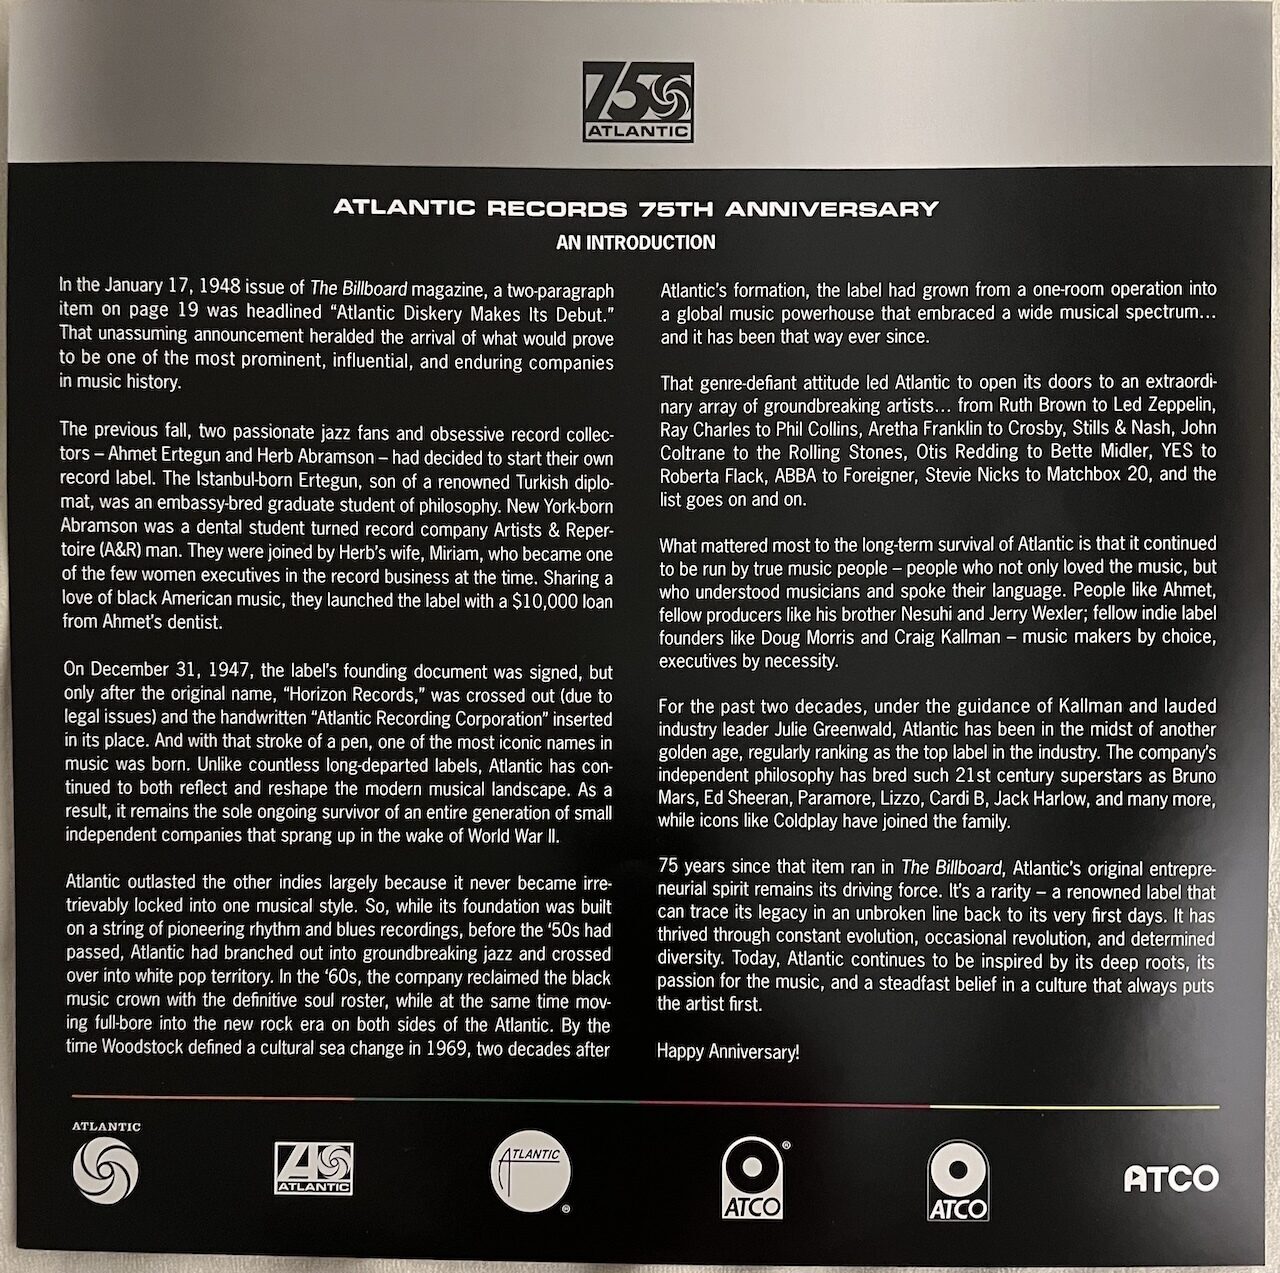 75
ATLANTIC
ATLANTIC RECORDS 75TH ANNIVERSARY
AN INTRODUCTION
In the January 17, 1948 issue of The Billboard magazine, a two-paragraph
item on page 19 was headlined “Atlantic Diskery Makes Its Debut.”
That unassuming announcement heralded the arrival of what would prove
to be one of the most prominent, influential, and enduring companies
in music history.
The previous fall, two passionate jazz fans and obsessive record collec-
tors – Ahmet Ertegun and Herb Abramson – had decided to start their own
record label. The Istanbul-born Ertegun, son of a renowned Turkish diplo-
mat, was an embassy-bred graduate student of philosophy. New York-born
Abramson was a dental student turned record company Artists & Reper-
toire (A&R) man. They were joined by Herb’s wife, Miriam, who became one
of the few women executives in the record business at the time. Sharing a
love of black American music, they launched the label with a $10,000 loan
from Ahmet’s dentist.
On December 31, 1947, the label’s founding document was signed, but
only after the original name, “Horizon Records,” was crossed out (due to
legal issues) and the handwritten “Atlantic Recording Corporation” inserted
in its place. And with that stroke of a pen, one of the most iconic names in
music was born. Unlike countless long-departed labels, Atlantic has con-
tinued to both reflect and reshape the modern musical landscape. As a
result, it remains the sole ongoing survivor of an entire generation of small
independent companies that sprang up in the wake of World War II.
Atlantic outlasted the other indies largely because it never became irre-
trievably locked into one musical style. So, while its foundation was built
on a string of pioneering rhythm and blues recordings, before the ‘50s had
passed, Atlantic had branched out into groundbreaking jazz and crossed
over into white pop territory. In the ‘60s, the company reclaimed the black
music crown with the definitive soul roster, while at the same time mov-
ing full-bore into the new rock era on both sides of the Atlantic. By the
time Woodstock defined a cultural sea change in 1969, two decades after
Atlantic’s formation, the label had grown from a one-room operation into
a global music powerhouse that embraced a wide musical spectrum…
and it has been that way ever since.
That genre-defiant attitude led Atlantic to open its doors to an extraordi-
nary array of groundbreaking artists… from Ruth Brown to Led Zeppelin,
Ray Charles to Phil Collins, Aretha Franklin to Crosby, Stills & Nash, John
Coltrane to the Rolling Stones, Otis Redding to Bette Midler, YES to
Roberta Flack, ABBA to Foreigner, Stevie Nicks to Matchbox 20, and the
list goes on and on.
What mattered most to the long-term survival of Atlantic is that it continued
to be run by true music people – people who not only loved the music, but
who understood musicians and spoke their language. People like Ahmet,
fellow producers like his brother Nesuhi and Jerry Wexler; fellow indie label
founders like Doug Morris and Craig Kallman – music makers by choice,
executives by necessity.
For the past two decades, under the guidance of Kallman and lauded
industry leader Julie Greenwald, Atlantic has been in the midst of another
golden age, regularly ranking as the top label in the industry. The company’s
independent philosophy has bred such 21st century superstars as Bruno
Mars, Ed Sheeran, Paramore, Lizzo, Cardi B, Jack Harlow, and many more,
while icons like Coldplay have joined the family.
75 years since that item ran in The Billboard, Atlantic’s original entrepre-
neurial spirit remains its driving force. It’s a rarity – a renowned label that
can trace its legacy in an unbroken line back to its very first days. It has
thrived through constant evolution, occasional revolution, and determined
diversity. Today, Atlantic continues to be inspired by its deep roots, its
passion for the music, and a steadfast belief in a culture that always puts
the artist first.
Happy Anniversary!
ATLANTIC
A ATLANTIC
ATLANTIC ®
ATCO ®
ATCO
ATCO